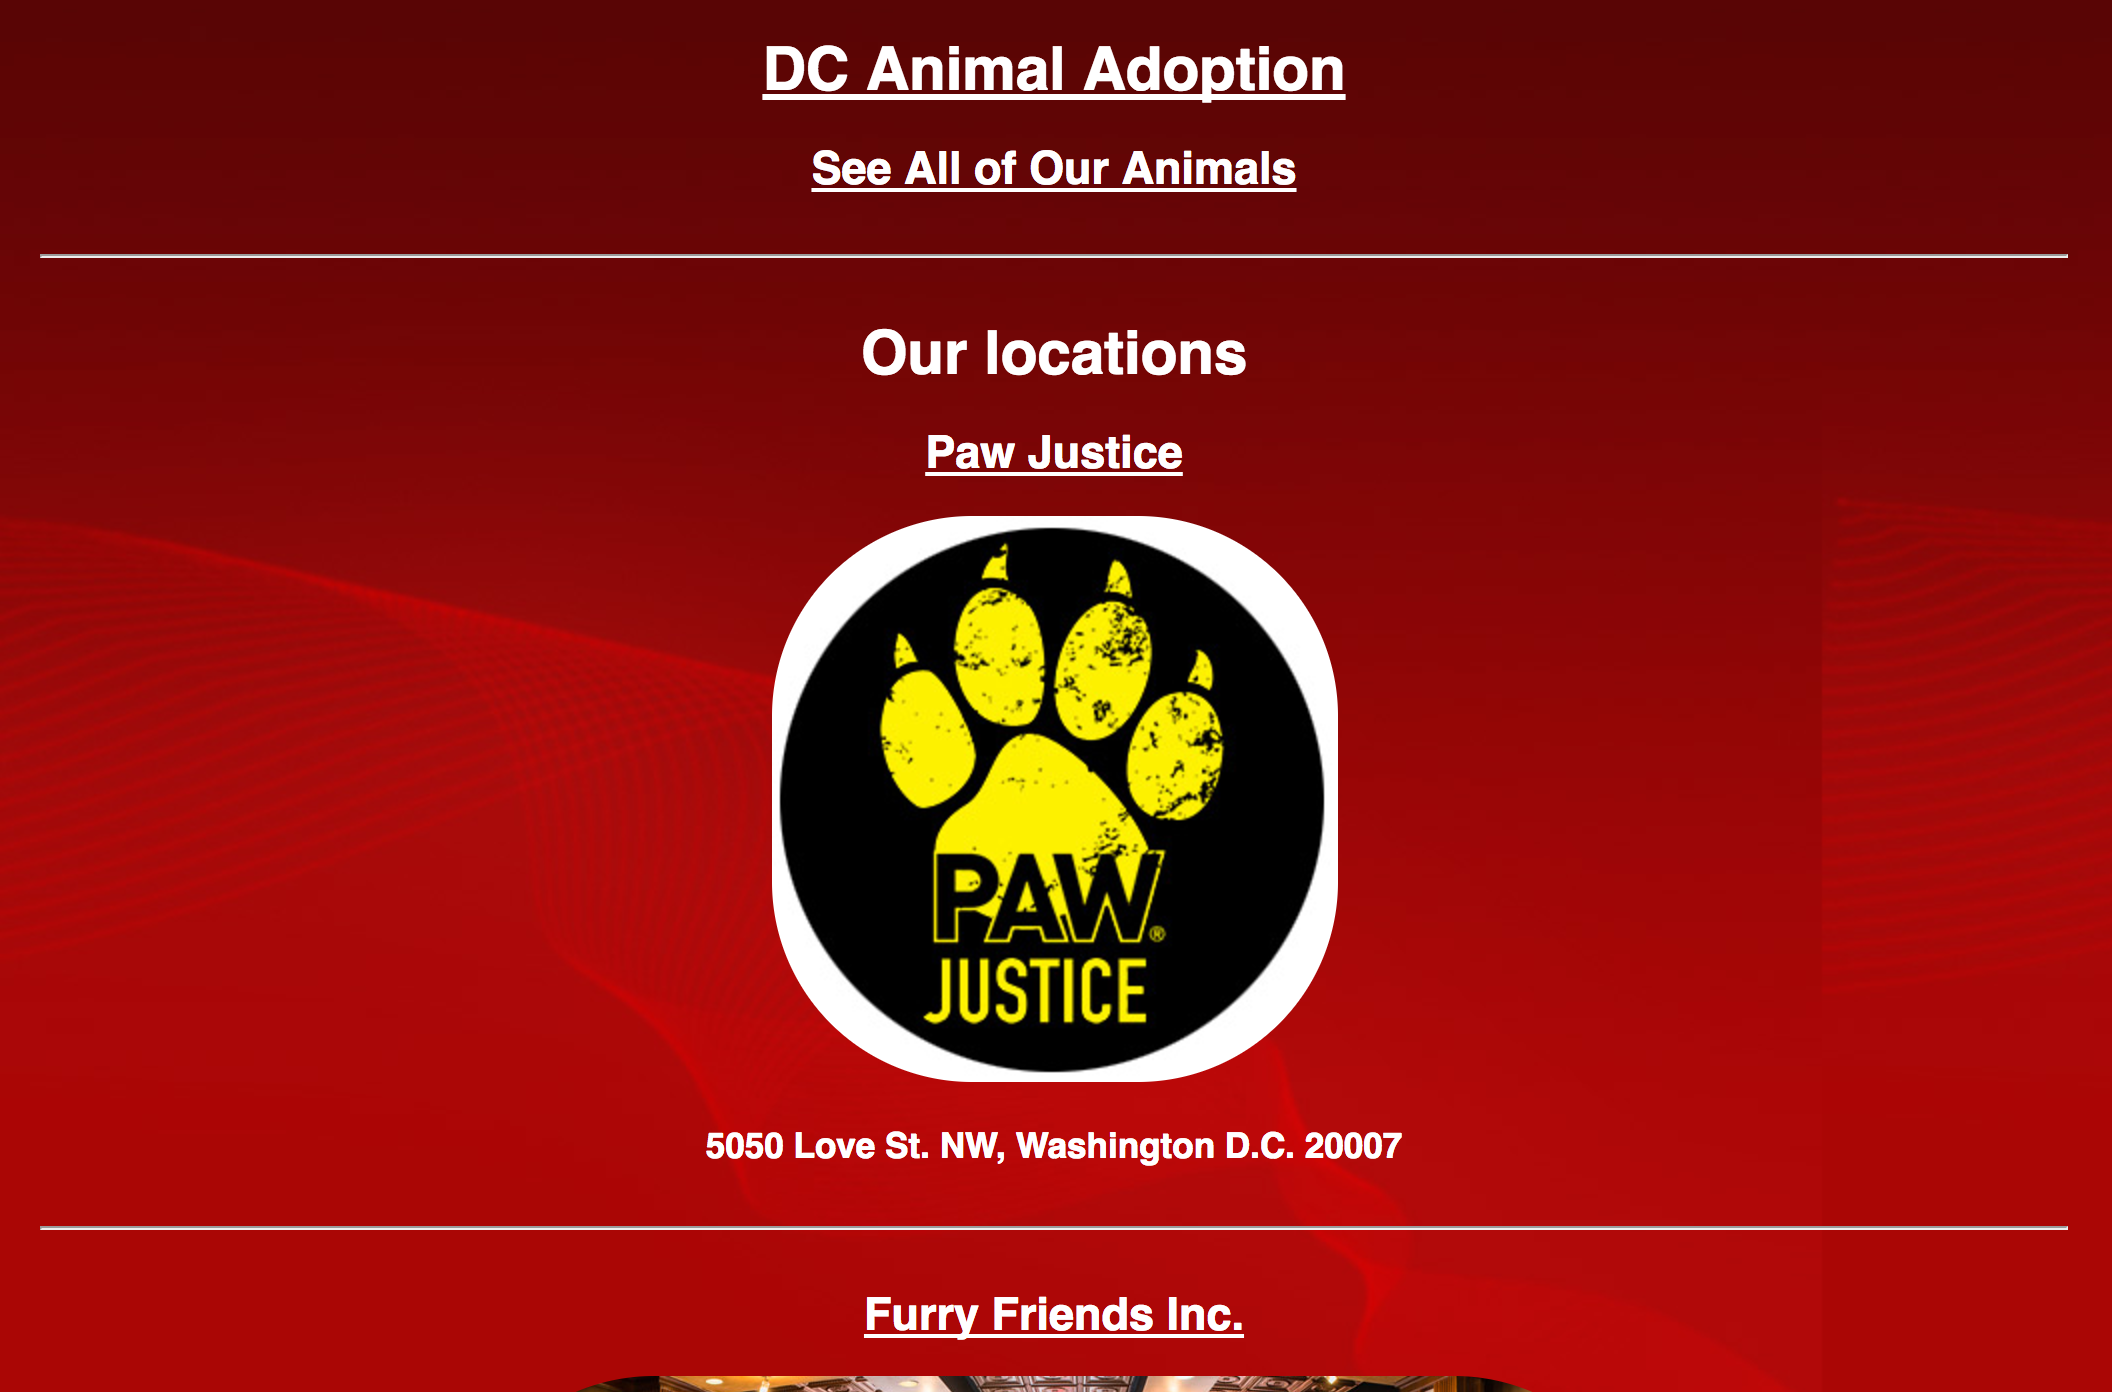 DC Animal Adoption
See All of Our Animals
Our locations
Paw Justice
PAW®
JUSTICE
5050 Love St. NW, Washington D.C. 20007
Furry Friends Inc.